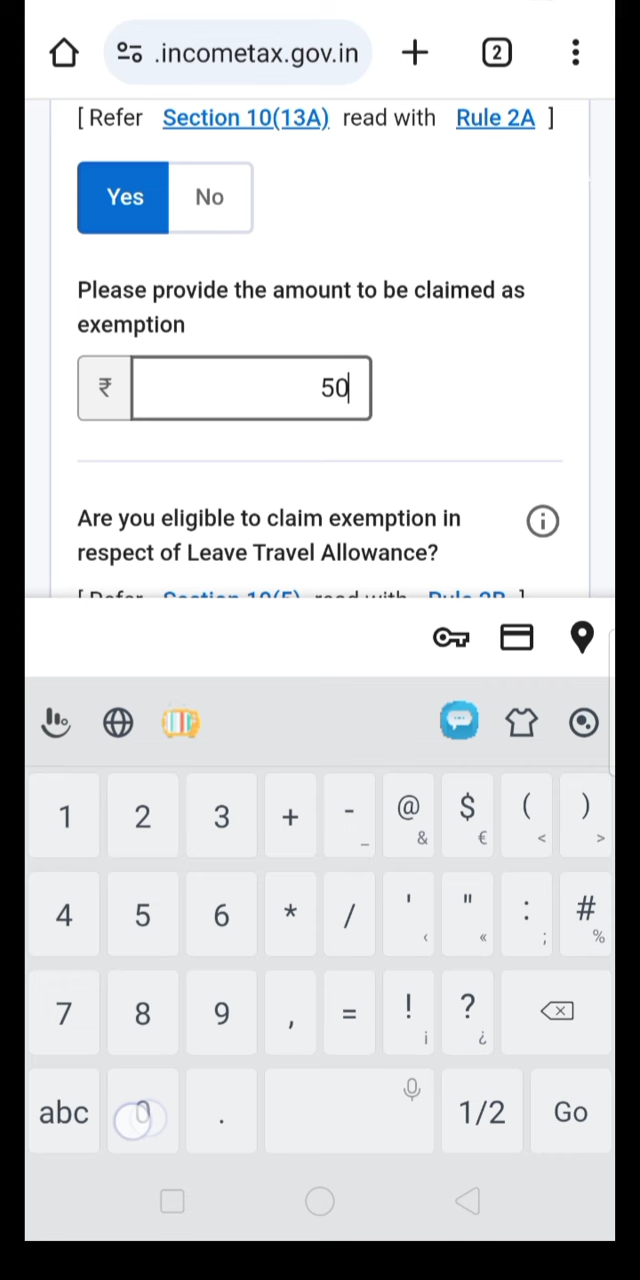 .incometax.gov.in
2
[ Refer Section 10(13A) read with Rule 2A ]
Yes No
Please provide the amount to be claimed as
exemption
₹ 50
Are you eligible to claim exemption in
respect of Leave Travel Allowance?
[ Refer Section 10(5) read with Rule 2B ]
1 2 3 + - _ @ & $ € ( < ) >
4 5 6 * / ' ‹ " « : ; # %
7 8 9 , = ! ¡ ? ¿
abc 0 . 1/2 Go